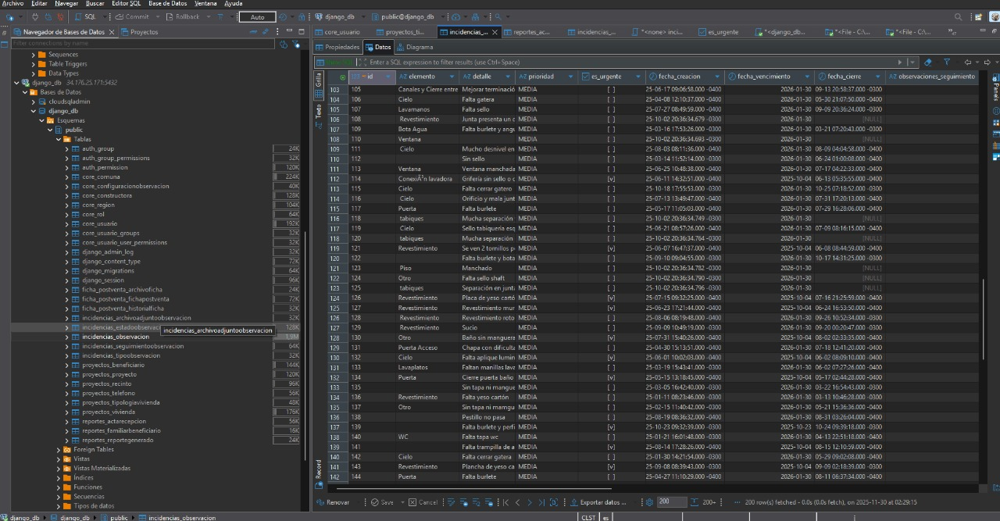 Archivo Editar Navegar Buscar Editor SQL Base de Datos Ventana Ayuda
SQL Commit Rollback T Auto django_db public@django_db
Navegador de Bases de Datos Proyectos
Filter connections by name
Sequences
Table Triggers
Data Types
django_db 34.176.25.171:5432
Bases de Datos
cloudsqladmin
django_db
Esquemas
public
Tablas
auth_group 24K
auth_group_permissions 32K
auth_permission 120K
core_comuna 224K
core_configuracionobservacion 40K
core_constructora 128K
core_region 104K
core_rol 64K
core_usuario 192K
core_usuario_groups 32K
core_usuario_user_permissions 32K
django_admin_log 32K
django_content_type 72K
django_migrations 64K
django_session 96K
ficha_postventa_archivoficha 24K
ficha_postventa_fichapostventa 72K
ficha_postventa_historialficha 32K
incidencias_archivoadjuntoobservacion 32K
incidencias_estadoobservac 128K
incidencias_archivoadjuntoobservacion
incidencias_observacion 1,9M
incidencias_seguimientoobservacion 64K
incidencias_tipoobservacion 32K
proyectos_beneficiario 144K
proyectos_proyecto 120K
proyectos_recinto 96K
proyectos_telefono 56K
proyectos_tipologiavivienda 48K
proyectos_vivienda 176K
reportes_actarecepcion 56K
reportes_familiarbeneficiario 16K
reportes_reportegenerado 24K
Foreign Tables
Vistas
Vistas Materializadas
Índices
Funciones
Secuencias
Tipos de datos
core_usuario proyectos_ti... incidencias_... reportes_ac... incidencias_... *<none> inci... es_urgente *<django_db... *<File - C:\... *<File - C:\...
Propiedades Datos Diagrama
Enter a SQL expression to filter results (use Ctrl+Space)
Grilla
Texto
Record
Panels
123 id AZ elemento AZ detalle AZ prioridad es_urgente fecha_creacion fecha_vencimiento fecha_cierre AZ observaciones_seguimiento
103 105 Canales y Cierre entre Mejorar terminació MEDIA [ ] 25-06-17 09:06:58.000 -0400 2026-01-30 09-13 20:58:37.000 -0300
104 106 Cielo Falta gatera MEDIA [ ] 25-04-08 12:10:37.000 -0400 2026-01-30 05-30 21:07:50.000 -0400
105 107 Lavamanos Falta sello MEDIA [ ] 25-07-27 08:49:59.000 -0400 2026-01-30 09-09 20:36:24.000 -0300
106 108 Revestimiento Junta presenta un d MEDIA [ ] 25-10-02 20:36:34.679 -0300 2026-01-30 [NULL]
107 109 Bota Agua Falta burlete y angu MEDIA [ ] 25-03-16 17:53:26.000 -0300 2026-01-30 03-21 07:20:43.000 -0300
108 110 Ventana MEDIA [ ] 25-10-02 20:36:34.693 -0300 2026-01-30 [NULL]
109 111 Cielo Mucho desnivel en MEDIA [ ] 25-08-03 08:11:36.000 -0400 2026-01-30 08-09 04:04:58.000 -0400
110 112 Sin sello MEDIA [ ] 25-03-14 11:52:14.000 -0300 2026-01-30 06-24 01:00:08.000 -0400
111 113 Ventana Ventana manchada MEDIA [ ] 25-06-25 10:48:38.000 -0400 2026-01-30 07-17 04:22:33.000 -0400
112 114 ConexiÃ³n lavadora Grifería sin sello o c MEDIA [v] 25-06-11 14:32:51.000 -0400 2025-10-04 06-13 05:35:55.000 -0400
113 115 Cielo Falta cerrar gatero MEDIA [ ] 25-10-18 17:55:53.000 -0300 2026-01-30 10-25 07:18:52.000 -0300
114 116 Cielo Orificio y mala junt MEDIA [ ] 25-07-13 13:49:47.000 -0400 2026-01-30 07-31 17:20:13.000 -0400
115 117 Puerta Falta burlete MEDIA [ ] 25-05-17 11:05:03.000 -0400 2026-01-30 07-29 16:28:06.000 -0400
116 118 tabiques Mucha separación MEDIA [ ] 25-10-02 20:36:34.749 -0300 2026-01-30 [NULL]
117 119 Cielo Sello tabiquería esq MEDIA [ ] 25-06-21 08:57:26.000 -0400 2026-01-30 07-09 08:16:15.000 -0400
118 120 tabiques Mucha separación MEDIA [ ] 25-10-02 20:36:34.764 -0300 2026-01-30 [NULL]
119 121 Revestimiento Se ven 2 tornillos p MEDIA [v] 25-06-07 16:47:37.000 -0400 2025-10-04 06-08 08:44:59.000 -0400
120 122 Falta burlete y bota MEDIA [ ] 25-09-10 09:04:55.000 -0300 2026-01-30 10-17 14:31:25.000 -0300
121 123 Piso Manchado MEDIA [ ] 25-10-02 20:36:34.782 -0300 2026-01-30 [NULL]
122 124 Otro Falta sello shaft MEDIA [ ] 25-10-02 20:36:34.790 -0300 2026-01-30 [NULL]
123 125 tabiques Separación en junta MEDIA [ ] 25-10-02 20:36:34.796 -0300 2026-01-30 [NULL]
124 126 Revestimiento Placa de yeso cartó MEDIA [v] 25-07-15 09:32:25.000 -0400 2025-10-04 07-16 21:25:59.000 -0400
125 127 Revestimiento Revestimiento mur MEDIA [v] 25-06-23 17:21:44.000 -0400 2025-10-04 06-24 16:53:50.000 -0400
126 128 Revestimiento Revestimiento roto MEDIA [ ] 25-08-06 08:19:48.000 -0400 2026-01-30 09-26 10:52:34.000 -0300
127 129 Revestimiento Sucio MEDIA [ ] 25-09-09 10:49:19.000 -0300 2026-01-30 09-20 00:20:47.000 -0300
128 130 Otro Baño sin manguera MEDIA [v] 25-07-31 15:40:26.000 -0400 2025-10-04 08-02 02:33:35.000 -0400
129 131 Puerta Acceso Chapa con dificulta MEDIA [ ] 25-04-30 15:13:51.000 -0400 2026-01-30 07-18 12:41:20.000 -0400
130 132 Cielo Falta aplique lumin MEDIA [v] 25-06-01 10:02:03.000 -0400 2025-10-04 06-02 08:09:10.000 -0400
131 133 Lavaplatos Faltan manillas lava MEDIA [ ] 25-03-19 15:43:41.000 -0300 2026-01-30 06-02 07:27:26.000 -0400
132 134 Puerta Cierre puerta baño MEDIA [v] 25-05-15 13:18:45.000 -0400 2025-10-04 05-17 02:40:48.000 -0400
133 135 Sin tapa ni mangue MEDIA [ ] 25-03-05 16:42:40.000 -0300 2026-01-30 03-22 16:54:43.000 -0300
134 136 Revestimiento Falta yeso cartón MEDIA [ ] 25-01-11 08:23:46.000 -0300 2026-01-30 03-13 10:46:28.000 -0300
135 137 Otro Sin tapa ni mamgu MEDIA [ ] 25-02-15 11:40:42.000 -0300 2026-01-30 05-21 15:36:36.000 -0400
136 138 Pestillo no pasa MEDIA [ ] 25-08-19 08:36:32.000 -0400 2026-01-30 08-31 03:26:04.000 -0400
137 139 Falta burlete y perfi MEDIA [v] 25-10-23 09:32:39.000 -0300 2025-10-23 10-24 09:39:18.000 -0300
138 140 WC Falta tapa wc MEDIA [ ] 25-01-21 16:01:48.000 -0300 2026-01-30 04-13 22:51:18.000 -0400
139 141 Falta trampilla de a MEDIA [v] 25-08-14 17:28:26.000 -0400 2025-10-04 08-15 12:10:59.000 -0400
140 142 Cielo Falta cerrar gatera MEDIA [ ] 25-01-30 14:21:54.000 -0300 2026-01-30 05-29 09:02:08.000 -0400
141 143 Revestimiento Plancha de yeso ca MEDIA [v] 25-09-08 08:39:43.000 -0300 2025-10-04 09-09 02:18:39.000 -0300
142 144 Puerta Falta burlete MEDIA [ ] 25-04-27 11:10:29.000 -0400 2026-01-30 08-11 06:37:34.000 -0400
Renovar Save Cancel Exportar datos ... 200 200+ 200 row(s) fetched - 0.0s (0.0s fetch), on 2025-11-30 at 02:29:15
django_db django_db public incidencias_observacion CLST es